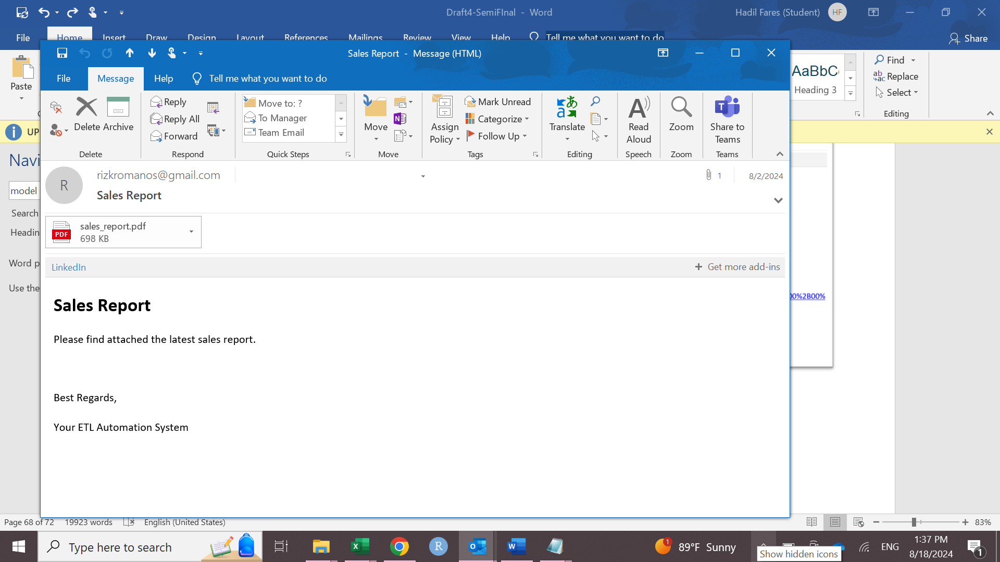 Draft4-SemiFInal - Word
Hadil Fares (Student)
HF
File
Home
Insert
Draw
Design
Layout
References
Mailings
Review
View
Help
Tell me what you want to do
Share
Sales Report - Message (HTML)
File
Message
Help
Tell me what you want to do
Paste
Delete
Archive
Delete
Reply
Reply All
Forward
Respond
Move to: ?
To Manager
Team Email
Quick Steps
Move
Move
Assign
Policy
Mark Unread
Categorize
Follow Up
Tags
Translate
Editing
Read
Aloud
Speech
Zoom
Zoom
Share to
Teams
Teams
AaBbC
Heading 3
Find
Replace
Select
Editing
UP
Navi
model
Search
Headin
Word p
Use the
R
rizkromanos@gmail.com
Sales Report
1
8/2/2024
PDF
sales_report.pdf
698 KB
LinkedIn
+ Get more add-ins
Sales Report
Please find attached the latest sales report.
Best Regards,
Your ETL Automation System
00%2B00%
Page 68 of 72
19923 words
English (United States)
83%
Type here to search
1
89°F Sunny
Show hidden icons
ENG
1:37 PM
8/18/2024
1